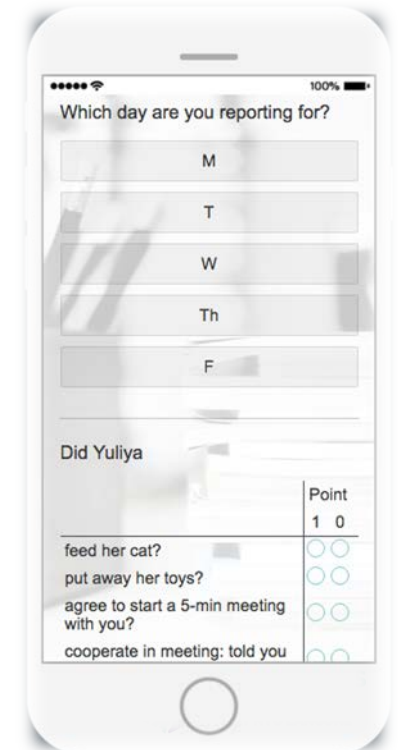 100%
Which day are you reporting for?
M
T
W
Th
F
Did Yuliya
Point
1 0
feed her cat?
put away her toys?
agree to start a 5-min meeting
with you?
cooperate in meeting: told you